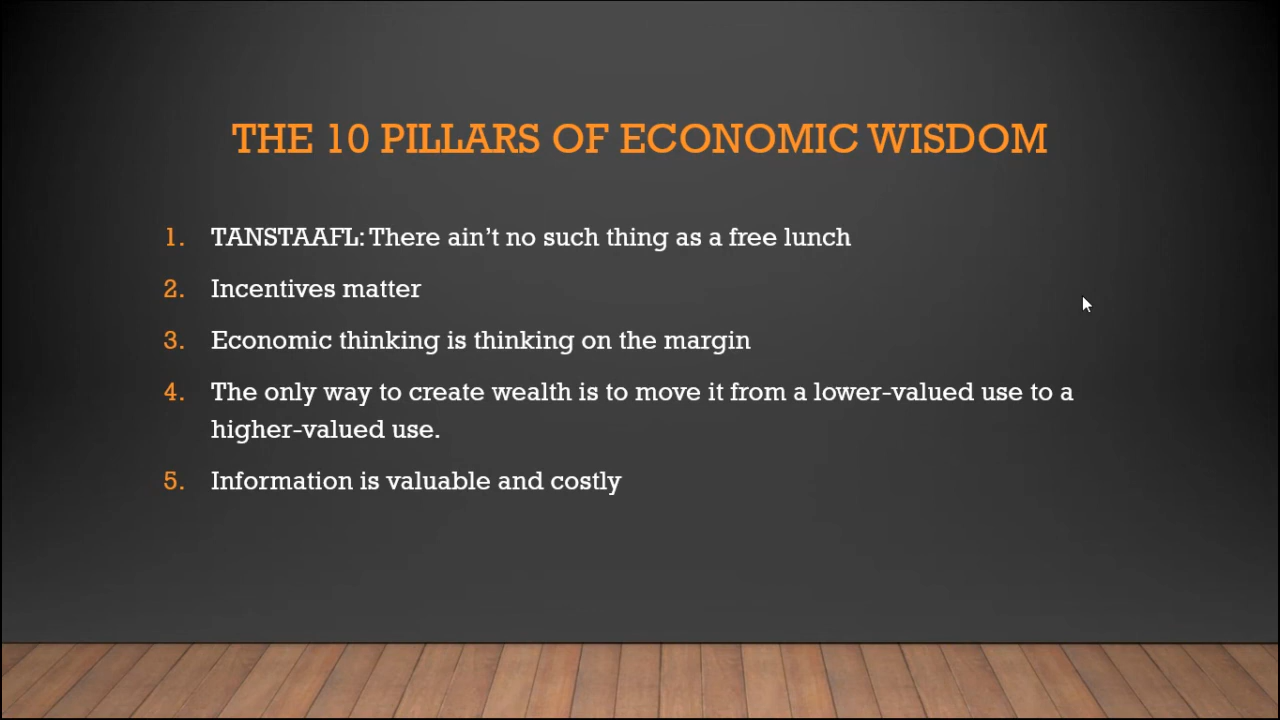 THE 10 PILLARS OF ECONOMIC WISDOM
1. TANSTAAFL: There ain’t no such thing as a free lunch
2. Incentives matter
3. Economic thinking is thinking on the margin
4. The only way to create wealth is to move it from a lower-valued use to a
higher-valued use.
5. Information is valuable and costly